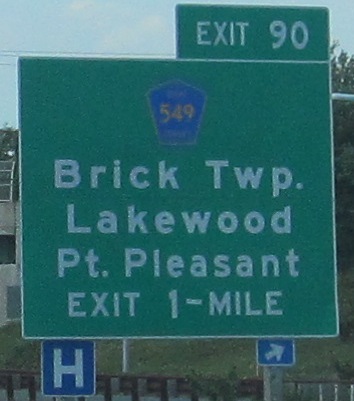 EXIT 90
549
Brick Twp.
Lakewood
Pt. Pleasant
EXIT 1-MILE
H